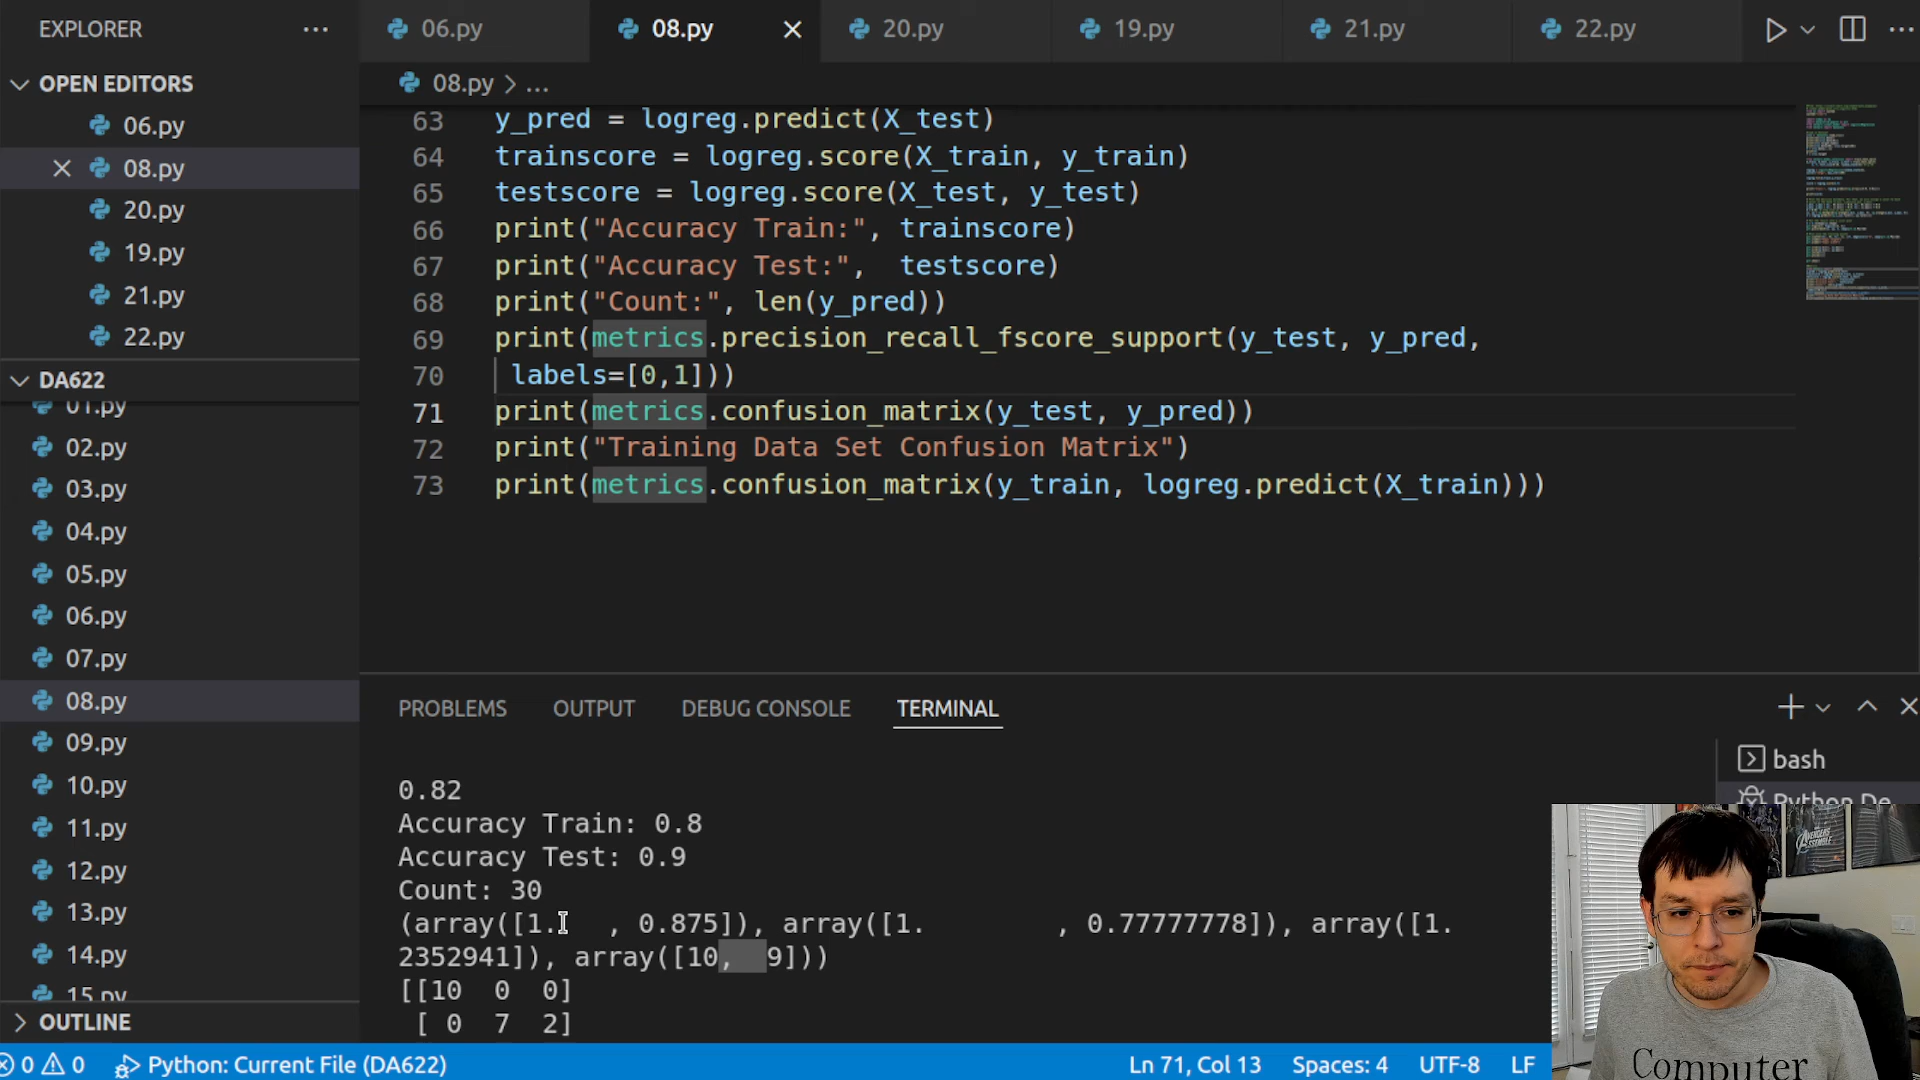 EXPLORER
06.py
08.py
20.py
19.py
21.py
22.py
OPEN EDITORS
06.py
08.py
20.py
19.py
21.py
22.py
DA622
01.py
02.py
03.py
04.py
05.py
06.py
07.py
08.py
09.py
10.py
11.py
12.py
13.py
14.py
15.py
OUTLINE
08.py > ...
63 y_pred = logreg.predict(X_test)
64 trainscore = logreg.score(X_train, y_train)
65 testscore = logreg.score(X_test, y_test)
66 print("Accuracy Train:", trainscore)
67 print("Accuracy Test:",  testscore)
68 print("Count:", len(y_pred))
69 print(metrics.precision_recall_fscore_support(y_test, y_pred,
70  labels=[0,1]))
71 print(metrics.confusion_matrix(y_test, y_pred))
72 print("Training Data Set Confusion Matrix")
73 print(metrics.confusion_matrix(y_train, logreg.predict(X_train)))
PROBLEMS OUTPUT DEBUG CONSOLE TERMINAL
bash
Python De
0.82
Accuracy Train: 0.8
Accuracy Test: 0.9
Count: 30
(array([1.   , 0.875]), array([1.        , 0.77777778]), array([1.
2352941]), array([10,  9]))
[[10  0  0]
 [ 0  7  2]
AVENGERS
ASSEMBLE
Computer
0 0 Python: Current File (DA622) Ln 71, Col 13 Spaces: 4 UTF-8 LF